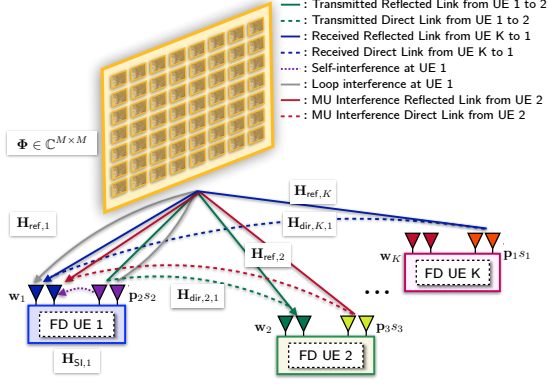 : Transmitted Reflected Link from UE 1 to 2
: Transmitted Direct Link from UE 1 to 2
: Received Reflected Link from UE K to 1
: Received Direct Link from UE K to 1
: Self-interference at UE 1
: Loop interference at UE 1
: MU Interference Reflected Link from UE 2
: MU Interference Direct Link from UE 2
Φ ∈ ℂ^{M×M}
H_{ref,K}
H_{ref,1}
H_{dir,K,1}
H_{ref,2}
w_K
p_1s_1
FD UE K
H_{dir,2,1}
w_1
p_2s_2
...
FD UE 1
w_2
p_3s_3
H_{SI,1}
FD UE 2